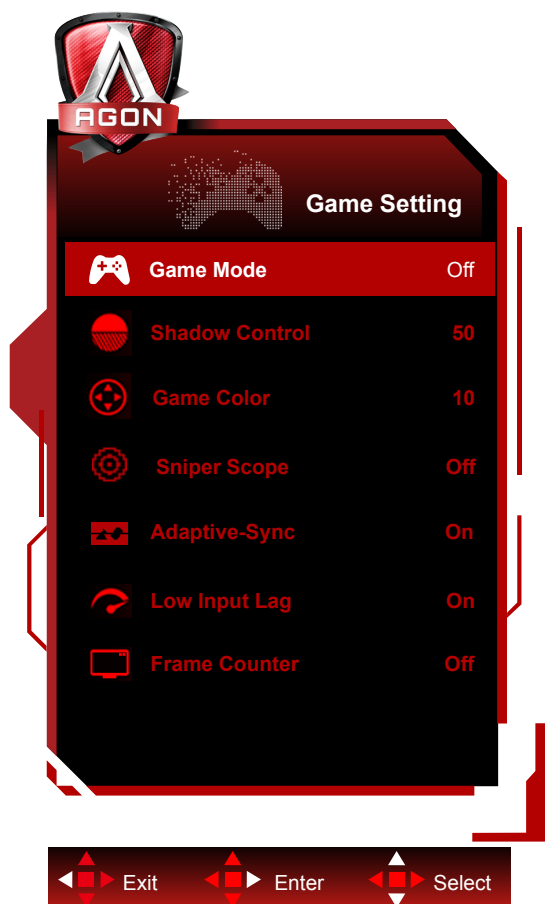 AGON
Game Setting
Game Mode Off
Shadow Control 50
Game Color 10
Sniper Scope Off
Adaptive-Sync On
Low Input Lag On
Frame Counter Off
Exit Enter Select